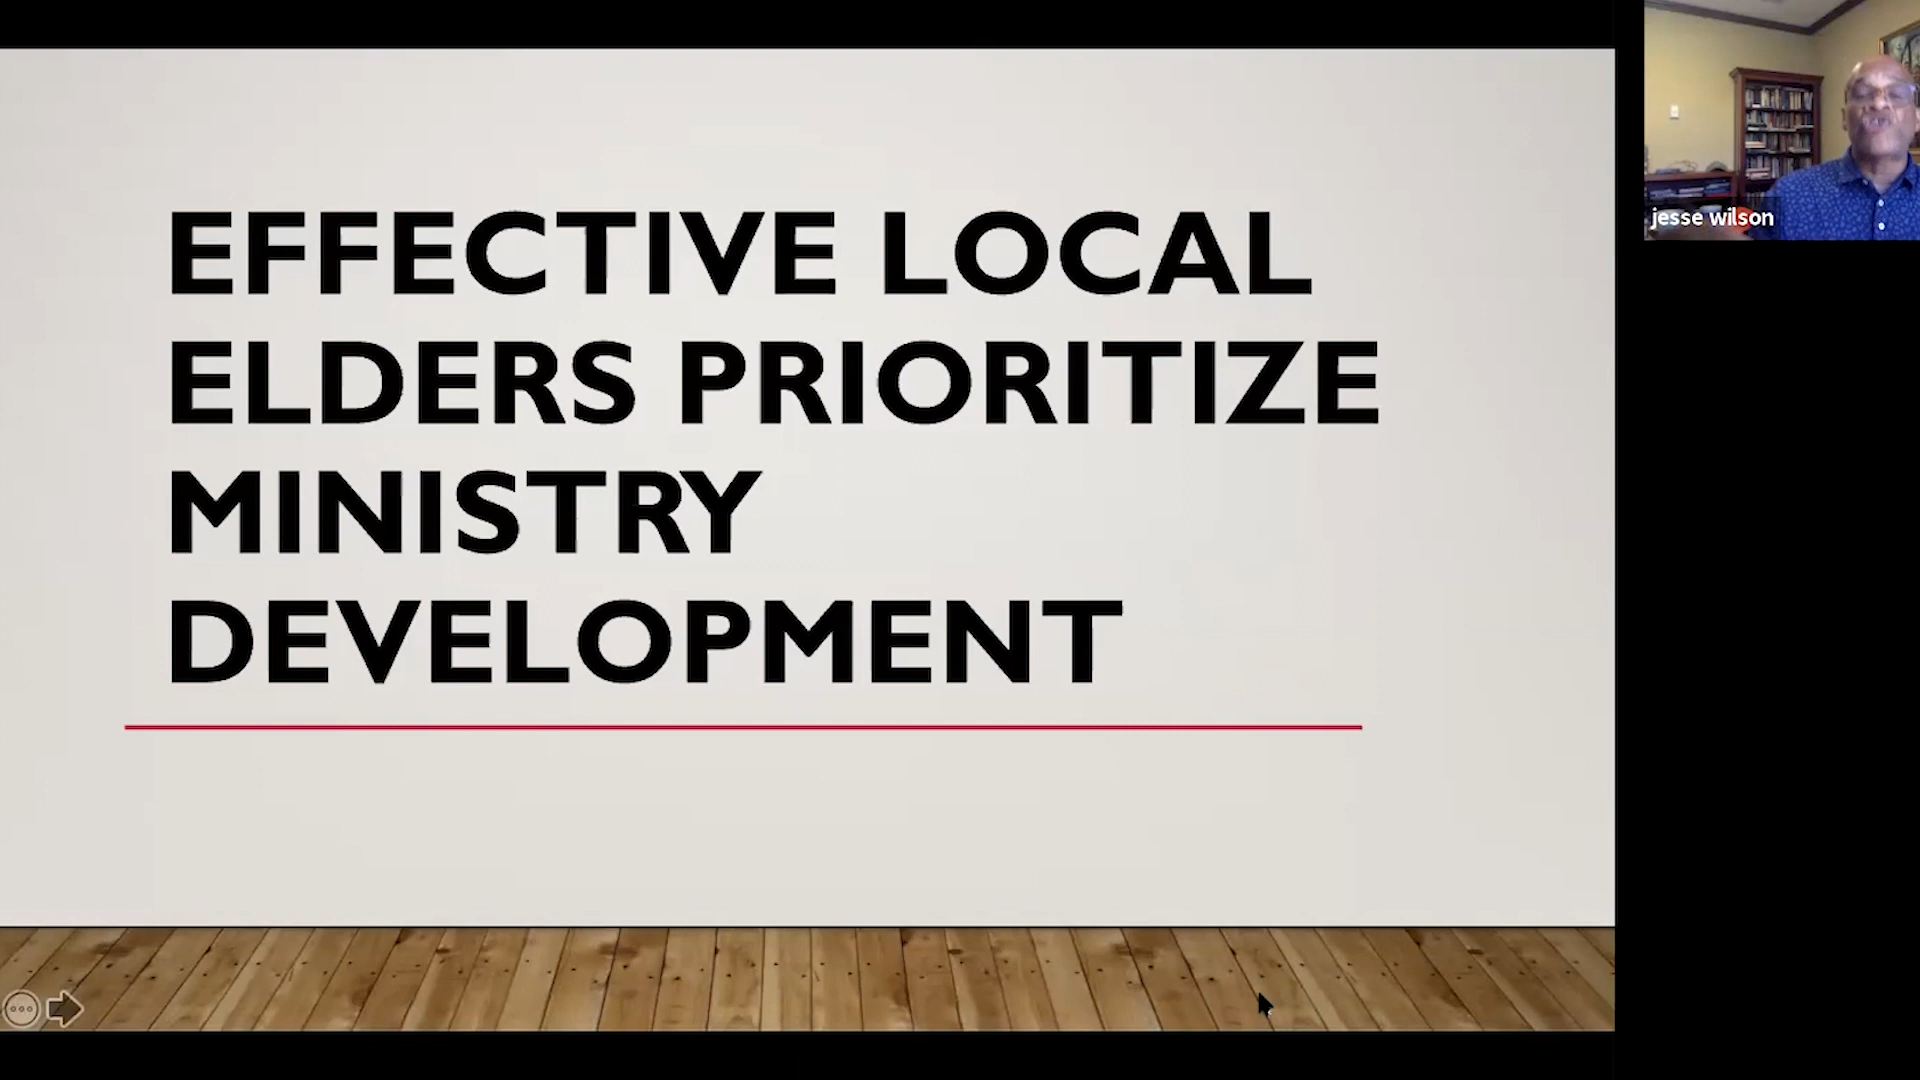 EFFECTIVE LOCAL
ELDERS PRIORITIZE
MINISTRY
DEVELOPMENT
jesse wilson